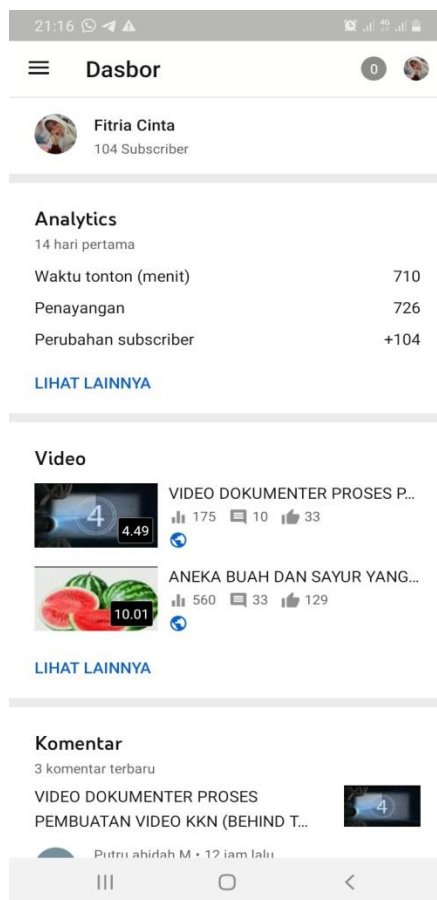 21:16
4G
Dasbor
0
Fitria Cinta
104 Subscriber
Analytics
14 hari pertama
Waktu tonton (menit) 710
Penayangan 726
Perubahan subscriber +104
LIHAT LAINNYA
Video
4
4.49
VIDEO DOKUMENTER PROSES P...
175 10 33
10.01
ANEKA BUAH DAN SAYUR YANG...
560 33 129
LIHAT LAINNYA
Komentar
3 komentar terbaru
VIDEO DOKUMENTER PROSES
PEMBUATAN VIDEO KKN (BEHIND T...
4
Putru abidah M • 12 jam lalu